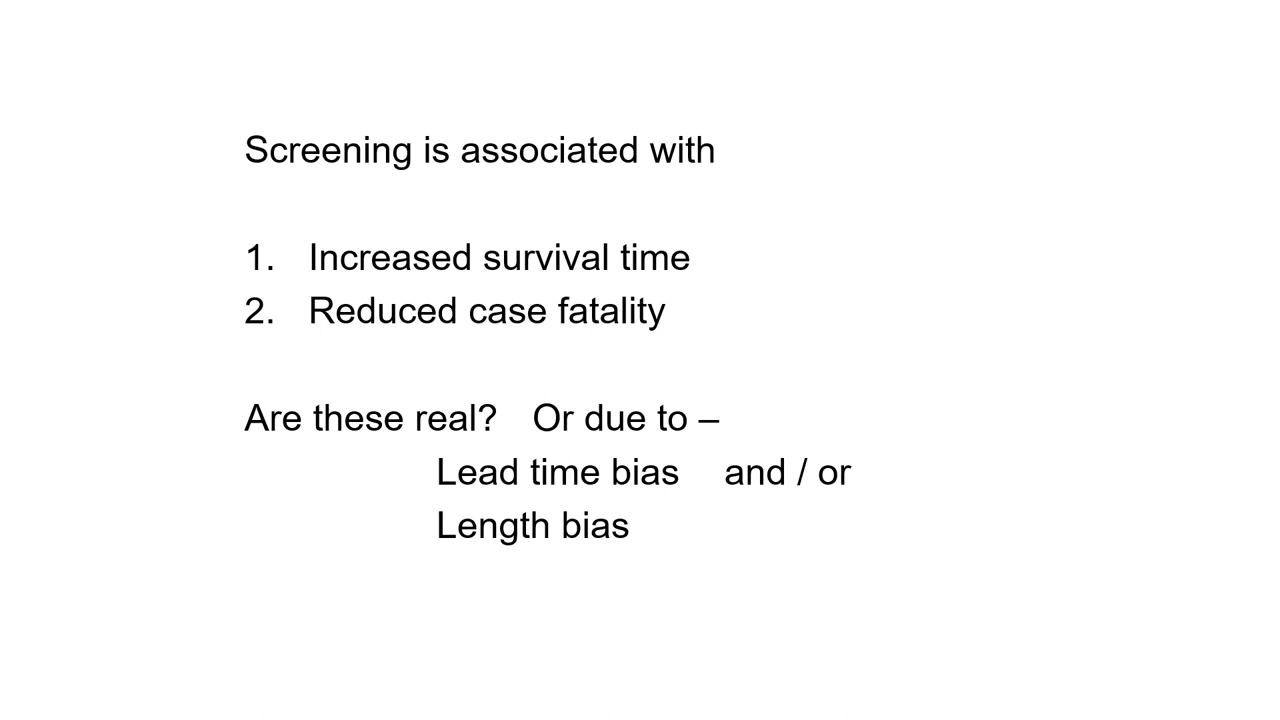 Screening is associated with
1. Increased survival time
2. Reduced case fatality
Are these real? Or due to –
Lead time bias and / or
Length bias